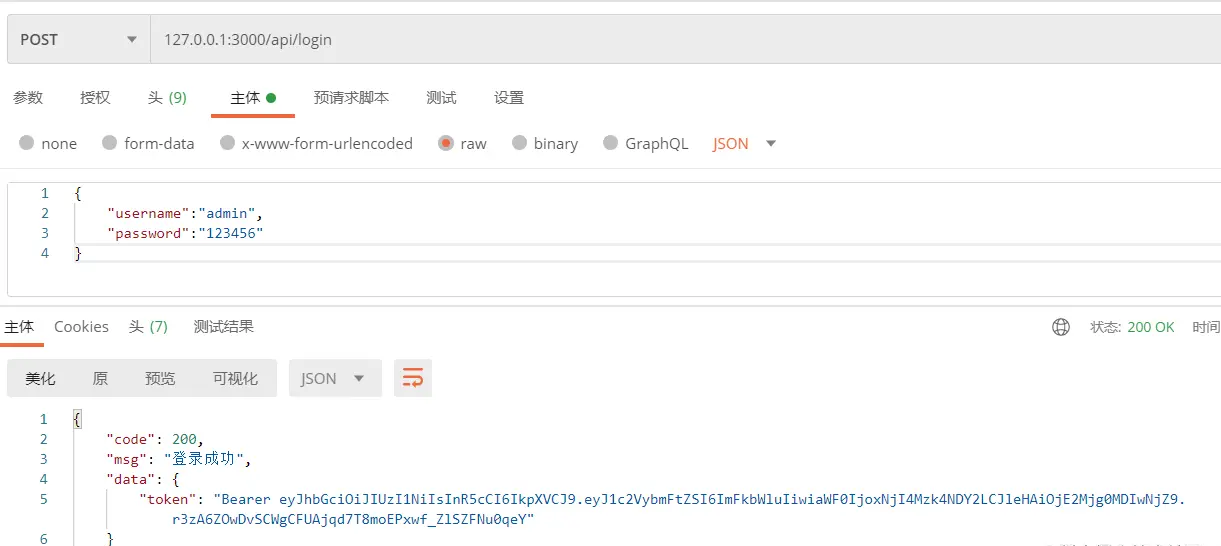 POST 127.0.0.1:3000/api/login
参数 授权 头 (9) 主体 预请求脚本 测试 设置
none form-data x-www-form-urlencoded raw binary GraphQL JSON
1 {
2 "username":"admin",
3 "password":"123456"
4 }
主体 Cookies 头 (7) 测试结果 状态: 200 OK 时间
美化 原 预览 可视化 JSON
1 {
2 "code": 200,
3 "msg": "登录成功",
4 "data": {
5 "token": "Bearer eyJhbGciOiJIUzI1NiIsInR5cCI6IkpXVCJ9.eyJ1c2VybmFtZSI6ImFkbWluIiwiaWF0IjoxNjI4Mzk4NDY2LCJleHAiOjE2Mjg0MDIwNjZ9.
r3zA6ZOwDvSCWgCFUAjqd7T8moEPxwf_ZlSZFNu0qeY"
6 }